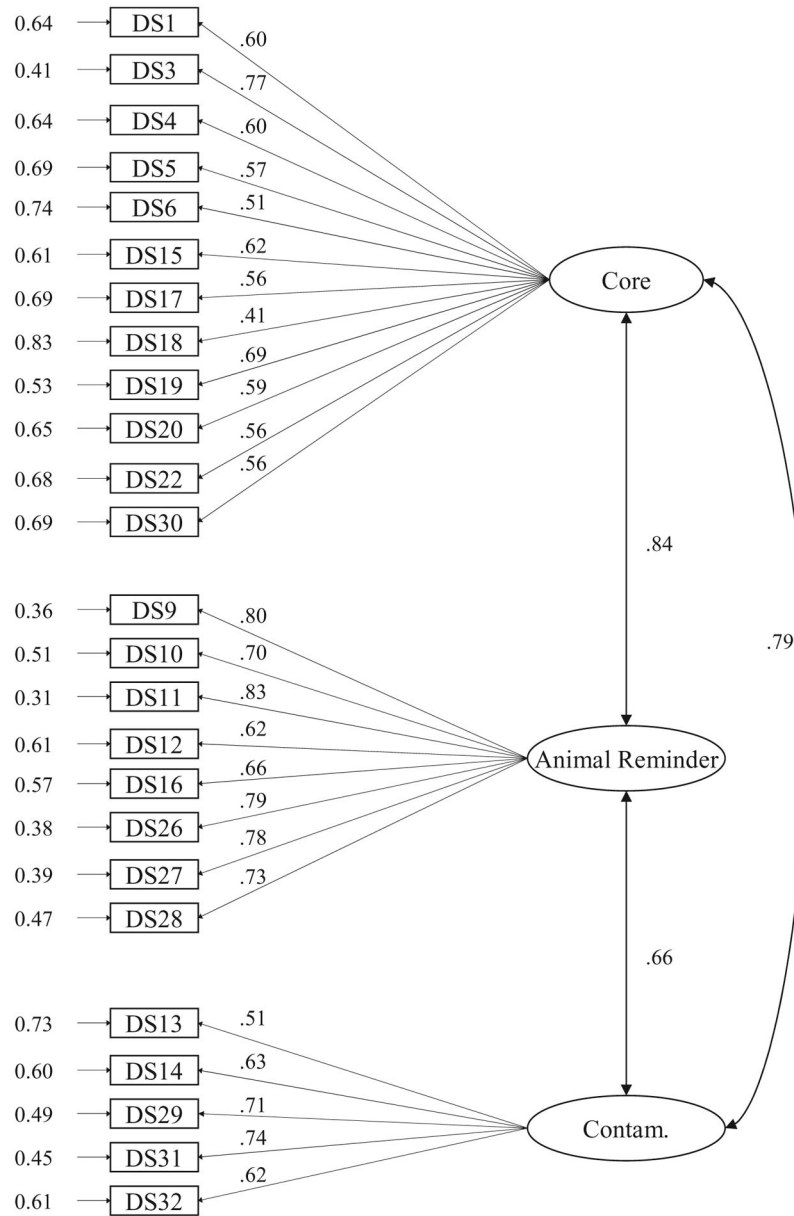 0.64 DS1 .60
0.41 DS3 .77
0.64 DS4 .60
0.69 DS5 .57
0.74 DS6 .51
0.61 DS15 .62
0.69 DS17 .56
0.83 DS18 .41
0.53 DS19 .69
0.65 DS20 .59
0.68 DS22 .56
0.69 DS30 .56
Core
.84
.79
0.36 DS9 .80
0.51 DS10 .70
0.31 DS11 .83
0.61 DS12 .62
0.57 DS16 .66
0.38 DS26 .79
0.39 DS27 .78
0.47 DS28 .73
Animal Reminder
.66
0.73 DS13 .51
0.60 DS14 .63
0.49 DS29 .71
0.45 DS31 .74
0.61 DS32 .62
Contam.